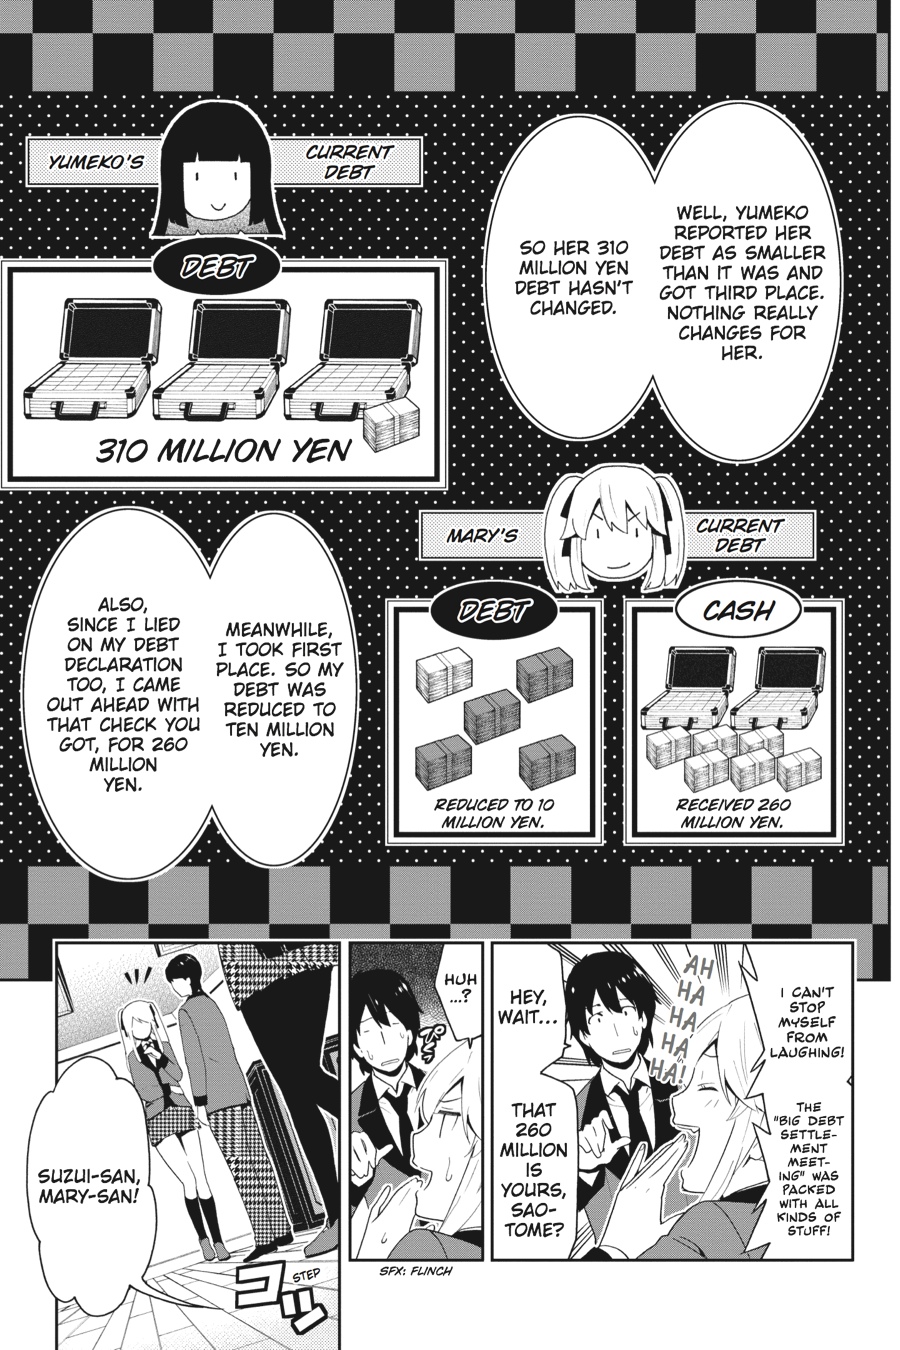 WELL, YUMEKO
REPORTED HER
DEBT AS SMALLER
THAN IT WAS AND
GOT THIRD PLACE.
NOTHING REALLY
CHANGES FOR
HER.
SO HER 310
MILLION YEN
DEBT HASN'T
CHANGED.
YUMEKO'S
CURRENT
DEBT
DEBT
310 MILLION YEN
MARY'S
CURRENT
DEBT
DEBT
REDUCED TO 10
MILLION YEN.
CASH
RECEIVED 260
MILLION YEN.
MEANWHILE,
I TOOK FIRST
PLACE. SO MY
DEBT WAS
REDUCED TO
TEN MILLION
YEN.
ALSO,
SINCE I LIED
ON MY DEBT
DECLARATION
TOO, I CAME
OUT AHEAD WITH
THAT CHECK YOU
GOT, FOR 260
MILLION
YEN.
I CAN'T
STOP
MYSELF
FROM
LAUGHING!
THE
"BIG DEBT
SETTLE-
MENT
MEET-
ING" WAS
PACKED
WITH ALL
KINDS OF
STUFF!
AH
HA
HA
HA
HA!
HEY,
WAIT...
THAT
260
MILLION
IS
YOURS,
SAO-
TOME?
HUH
...?
SFX: FLINCH
SUZUI-SAN,
MARY-SAN!
コツ
STEP